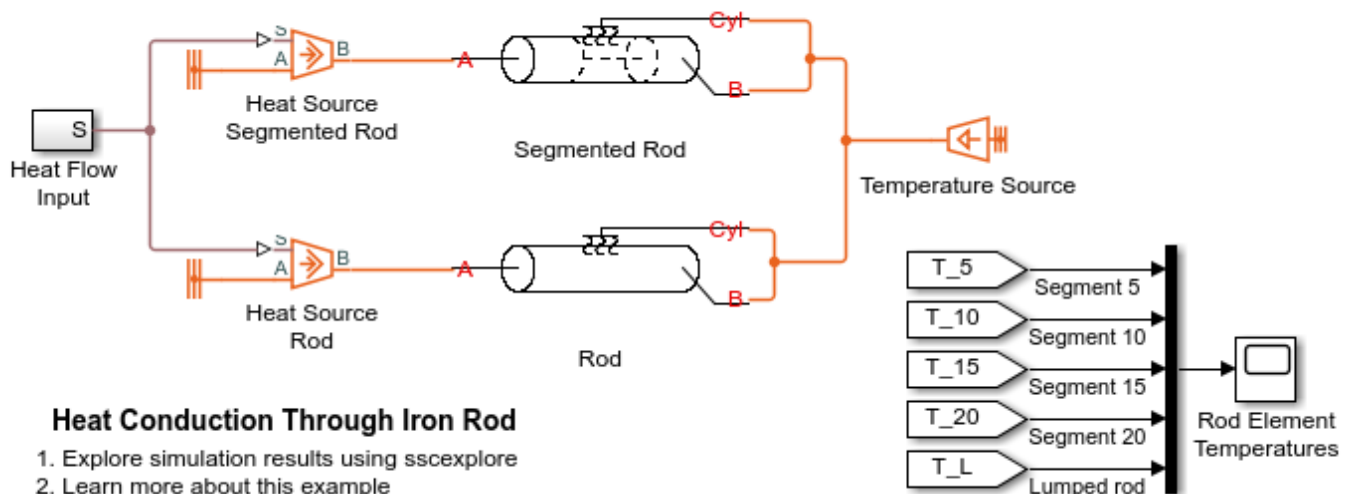 S
A
B
Heat Source
Segmented Rod
A
Cyl
B
Segmented Rod
S
Heat Flow
Input
Temperature Source
S
A
B
Heat Source
Rod
A
Cyl
B
Rod
T_5
Segment 5
T_10
Segment 10
T_15
Segment 15
T_20
Segment 20
T_L
Lumped rod
Rod Element
Temperatures
Heat Conduction Through Iron Rod
1. Explore simulation results using sscexplore
2. Learn more about this example